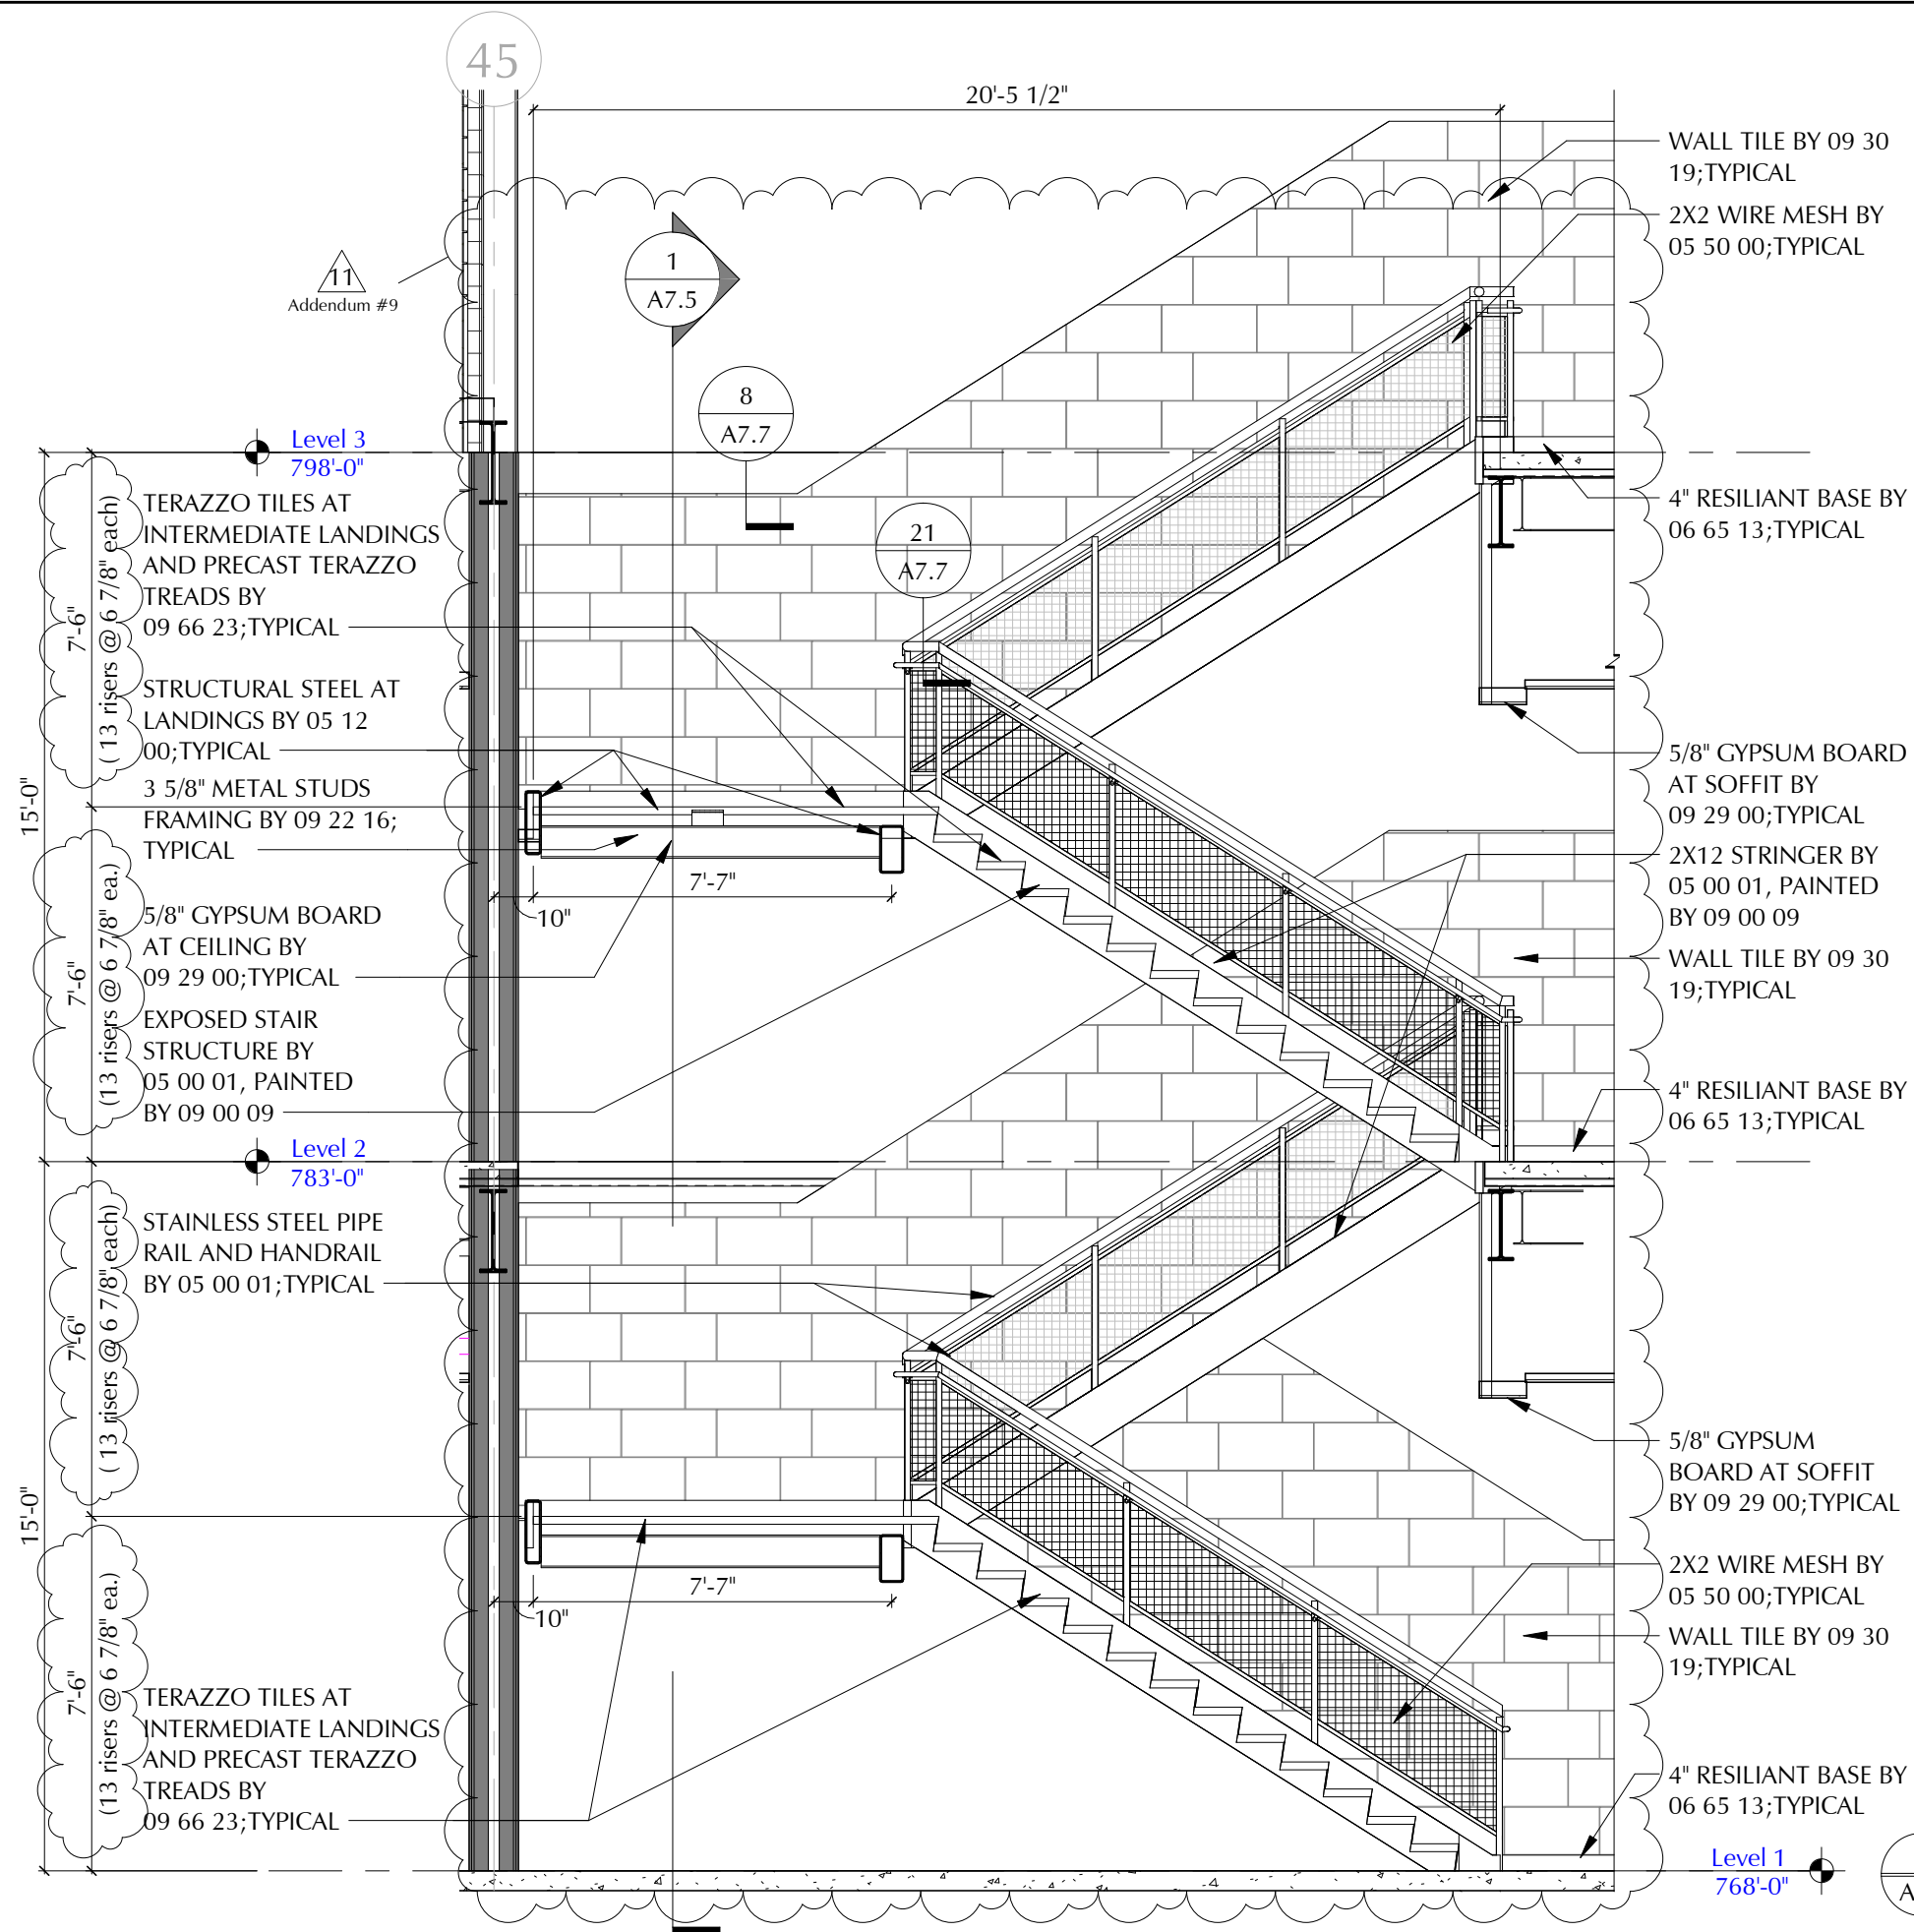 45
20'-5 1/2"
WALL TILE BY 09 30
19;TYPICAL
2X2 WIRE MESH BY
05 50 00;TYPICAL
11
Addendum #9
1
A7.5
8
A7.7
Level 3
798'-0"
21
A7.7
4" RESILIANT BASE BY
06 65 13;TYPICAL
TERAZZO TILES AT
INTERMEDIATE LANDINGS
AND PRECAST TERAZZO
TREADS BY
09 66 23;TYPICAL
7'-6"
( 13 risers @ 6 7/8" each)
STRUCTURAL STEEL AT
LANDINGS BY 05 12
00;TYPICAL
3 5/8" METAL STUDS
FRAMING BY 09 22 16;
TYPICAL
15'-0"
5/8" GYPSUM BOARD
AT SOFFIT BY
09 29 00;TYPICAL
7'-7"
10"
2X12 STRINGER BY
05 00 01, PAINTED
BY 09 00 09
5/8" GYPSUM BOARD
AT CEILING BY
09 29 00;TYPICAL
7'-6"
(13 risers @ 6 7/8" ea.)
WALL TILE BY 09 30
19;TYPICAL
EXPOSED STAIR
STRUCTURE BY
05 00 01, PAINTED
BY 09 00 09
4" RESILIANT BASE BY
06 65 13;TYPICAL
Level 2
783'-0"
STAINLESS STEEL PIPE
RAIL AND HANDRAIL
BY 05 00 01;TYPICAL
7'-6"
( 13 risers @ 6 7/8" each)
15'-0"
5/8" GYPSUM
BOARD AT SOFFIT
BY 09 29 00;TYPICAL
7'-7"
10"
2X2 WIRE MESH BY
05 50 00;TYPICAL
WALL TILE BY 09 30
19;TYPICAL
7'-6"
(13 risers @ 6 7/8" ea.)
TERAZZO TILES AT
INTERMEDIATE LANDINGS
AND PRECAST TERAZZO
TREADS BY
09 66 23;TYPICAL
4" RESILIANT BASE BY
06 65 13;TYPICAL
Level 1
768'-0"